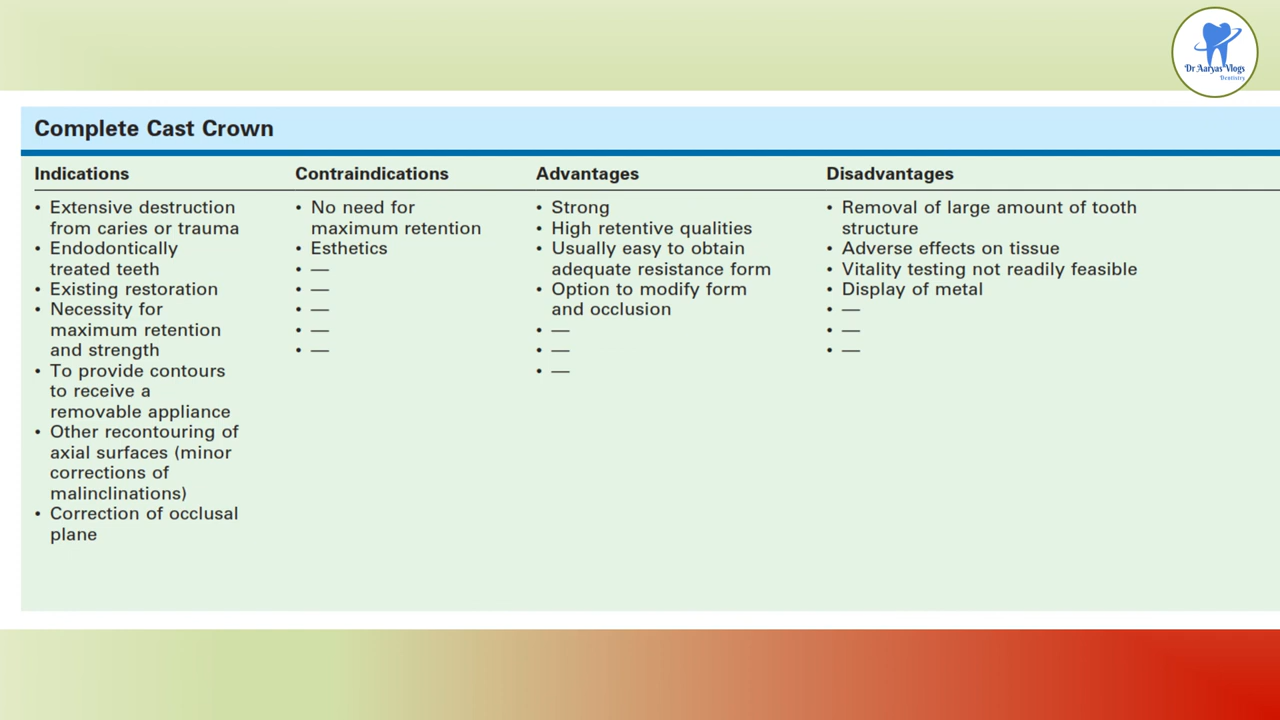 Dr Aaryas Vlogs
Dentistry
Complete Cast Crown
Indications
• Extensive destruction
from caries or trauma
• Endodontically
treated teeth
• Existing restoration
• Necessity for
maximum retention
and strength
• To provide contours
to receive a
removable appliance
• Other recontouring of
axial surfaces (minor
corrections of
malinclinations)
• Correction of occlusal
plane
Contraindications
• No need for
maximum retention
• Esthetics
• —
• —
• —
• —
• —
Advantages
• Strong
• High retentive qualities
• Usually easy to obtain
adequate resistance form
• Option to modify form
and occlusion
• —
• —
• —
Disadvantages
• Removal of large amount of tooth
structure
• Adverse effects on tissue
• Vitality testing not readily feasible
• Display of metal
• —
• —
• —